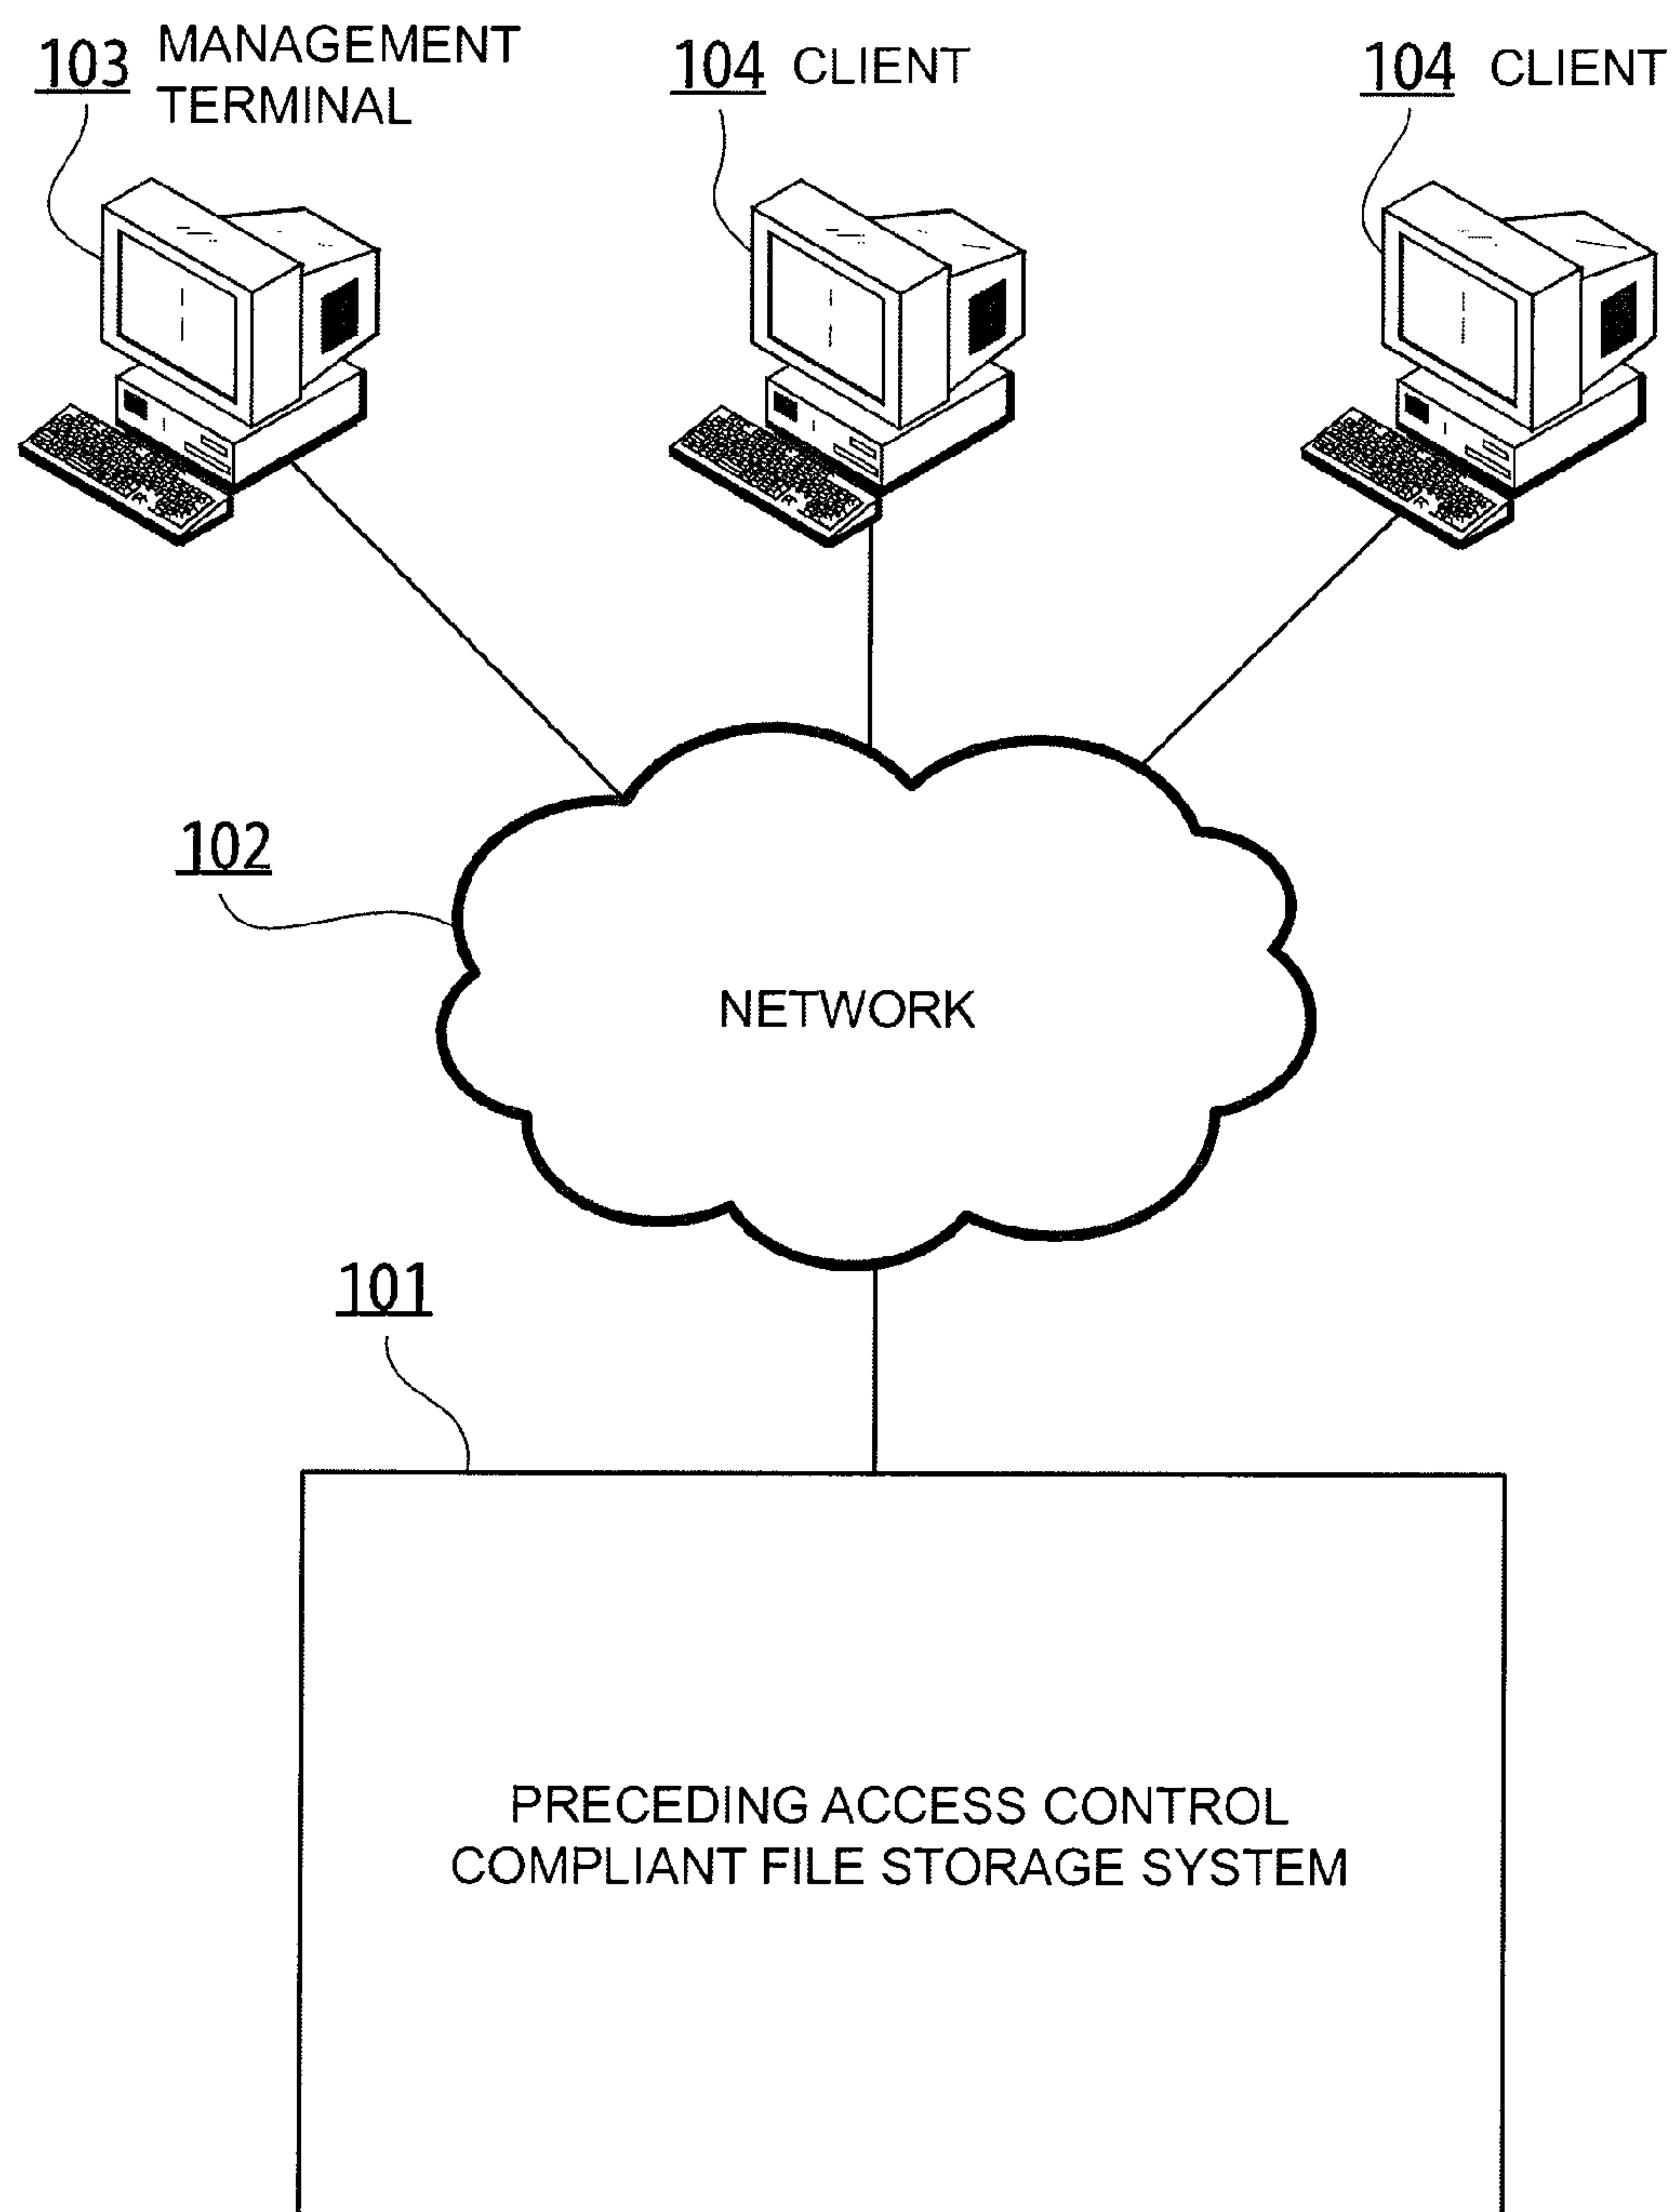 103 MANAGEMENT
TERMINAL
104 CLIENT
104 CLIENT
102
NETWORK
101
PRECEDING ACCESS CONTROL
COMPLIANT FILE STORAGE SYSTEM